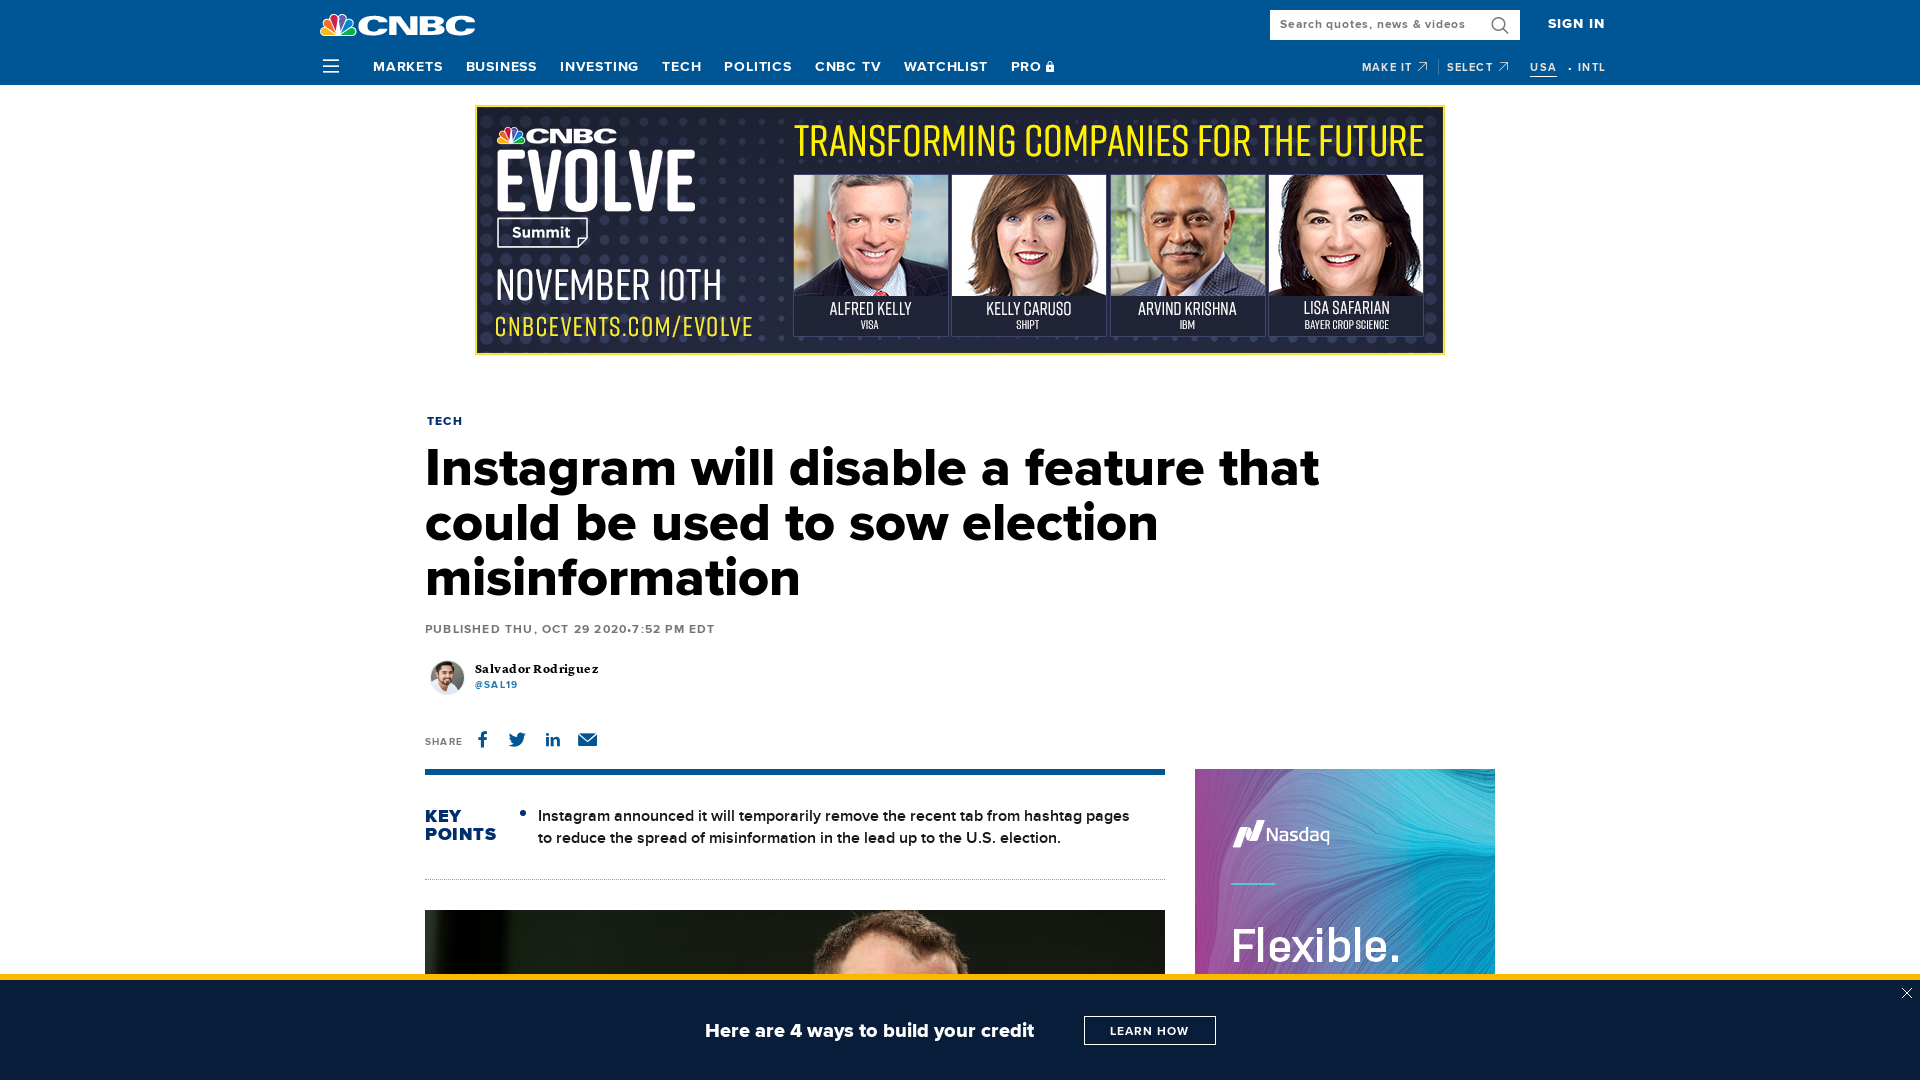 CNBC
Search quotes, news & videos
SIGN IN
MARKETS
BUSINESS
INVESTING
TECH
POLITICS
CNBC TV
WATCHLIST
PRO
MAKE IT
SELECT
USA
• INTL
CNBC
EVOLVE
Summit
NOVEMBER 10TH
CNBCEVENTS.COM/EVOLVE
TRANSFORMING COMPANIES FOR THE FUTURE
ALFRED KELLY
VISA
KELLY CARUSO
SHIPT
ARVIND KRISHNA
IBM
LISA SAFARIAN
BAYER CROP SCIENCE
TECH
Instagram will disable a feature that
could be used to sow election
misinformation
PUBLISHED THU, OCT 29 2020•7:52 PM EDT
Salvador Rodriguez
@SAL19
SHARE
KEY
POINTS
• Instagram announced it will temporarily remove the recent tab from hashtag pages
to reduce the spread of misinformation in the lead up to the U.S. election.
Nasdaq
Flexible.
Here are 4 ways to build your credit
LEARN HOW